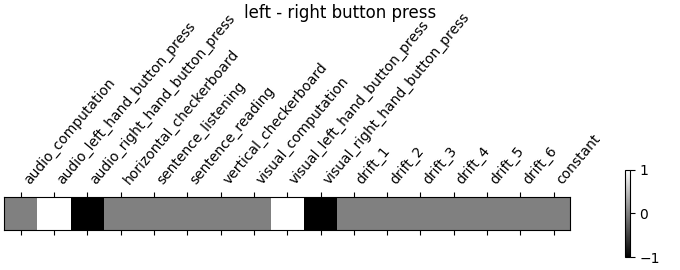 left - right button press
audio_computation
audio_left_hand_button_press
audio_right_hand_button_press
horizontal_checkerboard
sentence_listening
sentence_reading
vertical_checkerboard
visual_computation
visual_left_hand_button_press
visual_right_hand_button_press
drift_1
drift_2
drift_3
drift_4
drift_5
drift_6
constant
1
0
−1